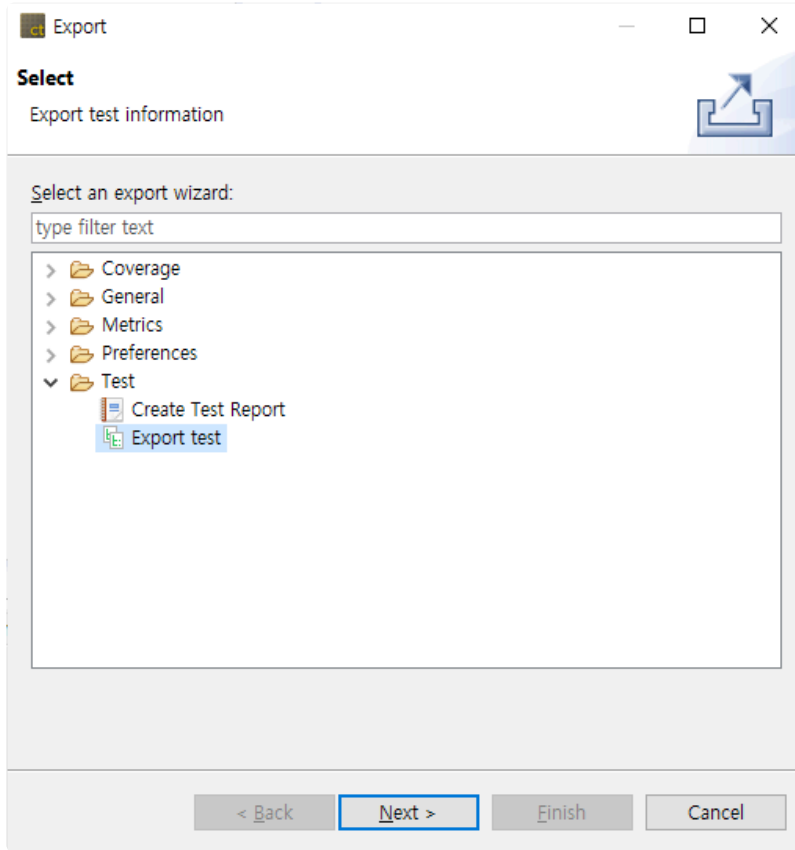 ct Export
Select
Export test information
Select an export wizard:
type filter text
Coverage
General
Metrics
Preferences
Test
Create Test Report
Export test
< Back Next > Finish Cancel